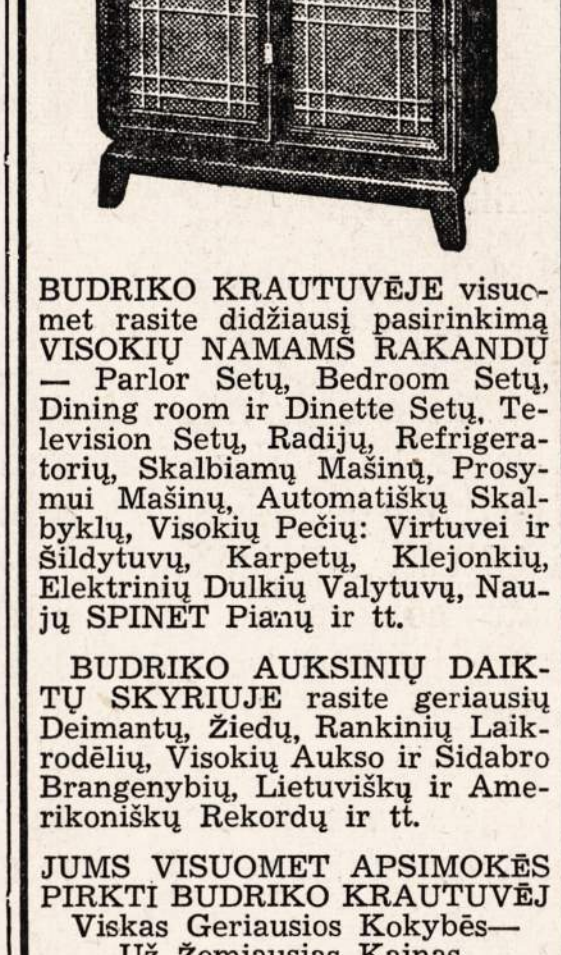 BUDRIKO KRAUTUVĖJE visuo-
met rasite didžiausį pasirinkimą
VISOKIŲ NAMAMS RAKANDŲ
— Parlor Setų, Bedroom Setų,
Dining room ir Dinette Setų, Te-
levision Setų, Radijų, Refrigera-
torių, Skalbiamų Mašinų, Prosy-
mui Mašinų, Automatiškų Skal-
byklų, Visokių Pečių: Virtuvei ir
Šildytuvų, Karpetų, Klejonkių,
Elektrinių Dulkių Valytuvų, Nau-
jų SPINET Pianų ir tt.
BUDRIKO AUKSINIŲ DAIK-
TŲ SKYRIUJE rasite geriausių
Deimantų, Žiedų, Rankinių Laik-
rodėlių, Visokių Aukso ir Sidabro
Brangenybių, Lietuviškų ir Ame-
rikoniškų Rekordų ir tt.
JUMS VISUOMET APSIMOKĖS
PIRKTI BUDRIKO KRAUTUVĖJ
Viskas Geriausios Kokybės—
Už Žemiausias Kainas